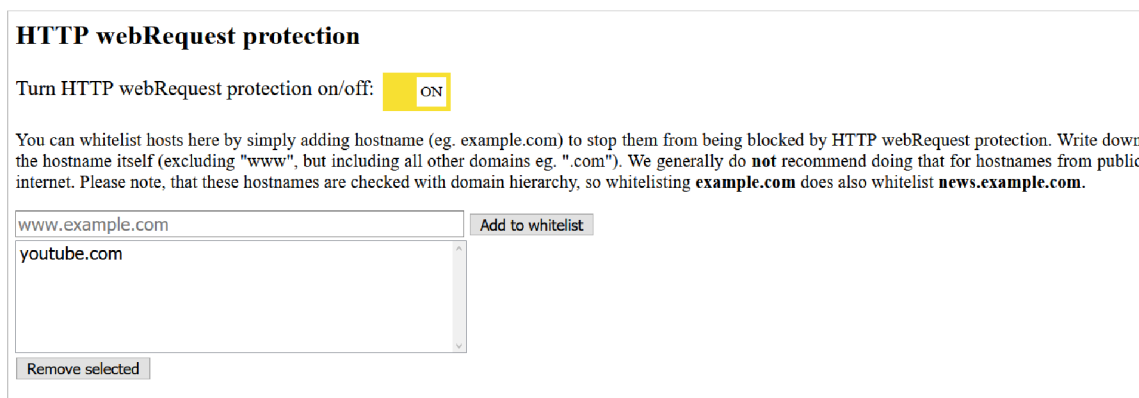 HTTP webRequest protection
Turn HTTP webRequest protection on/off: ON
You can whitelist hosts here by simply adding hostname (eg. example.com) to stop them from being blocked by HTTP webRequest protection. Write down
the hostname itself (excluding "www", but including all other domains eg. ".com"). We generally do not recommend doing that for hostnames from public
internet. Please note, that these hostnames are checked with domain hierarchy, so whitelisting example.com does also whitelist news.example.com.
www.example.com Add to whitelist
youtube.com
Remove selected